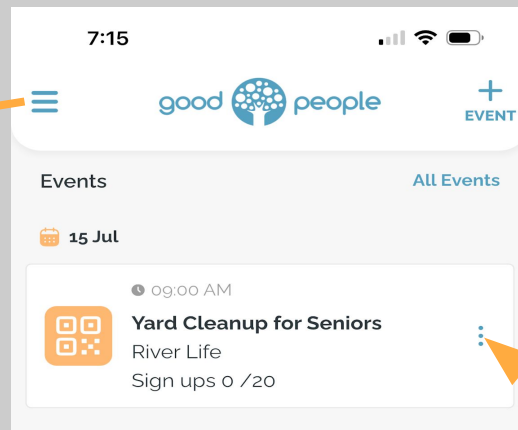 7:15
good people
EVENT
Events
All Events
15 Jul
09:00 AM
Yard Cleanup for Seniors
River Life
Sign ups 0 /20